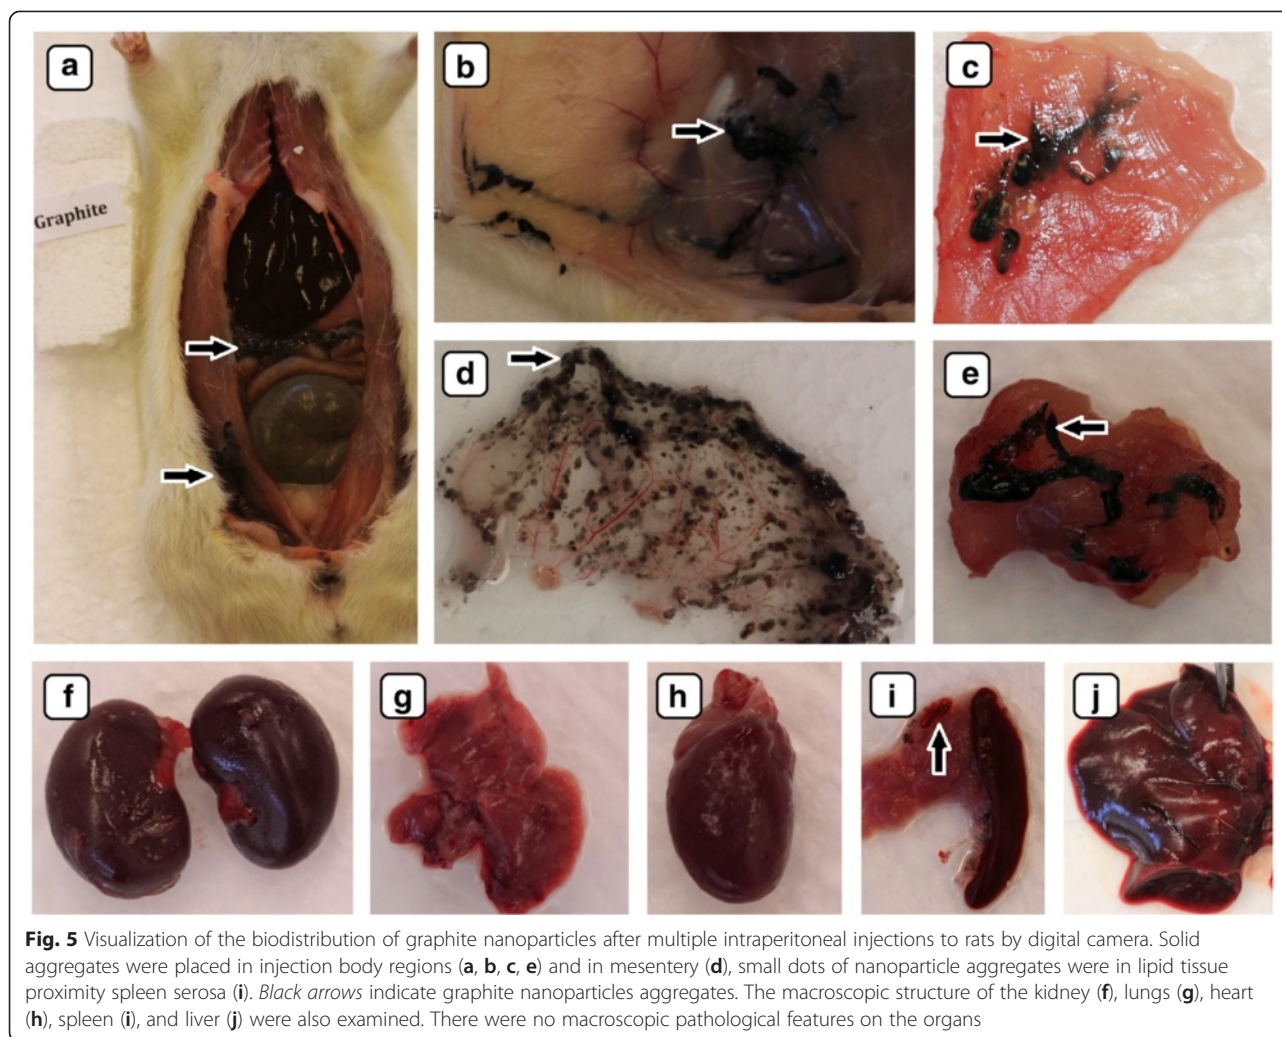 a
b
c
Graphite
d
e
f
g
h
i
j
Fig. 5 Visualization of the biodistribution of graphite nanoparticles after multiple intraperitoneal injections to rats by digital camera. Solid
aggregates were placed in injection body regions (a, b, c, e) and in mesentery (d), small dots of nanoparticle aggregates were in lipid tissue
proximity spleen serosa (i). Black arrows indicate graphite nanoparticles aggregates. The macroscopic structure of the kidney (f), lungs (g), heart
(h), spleen (i), and liver (j) were also examined. There were no macroscopic pathological features on the organs